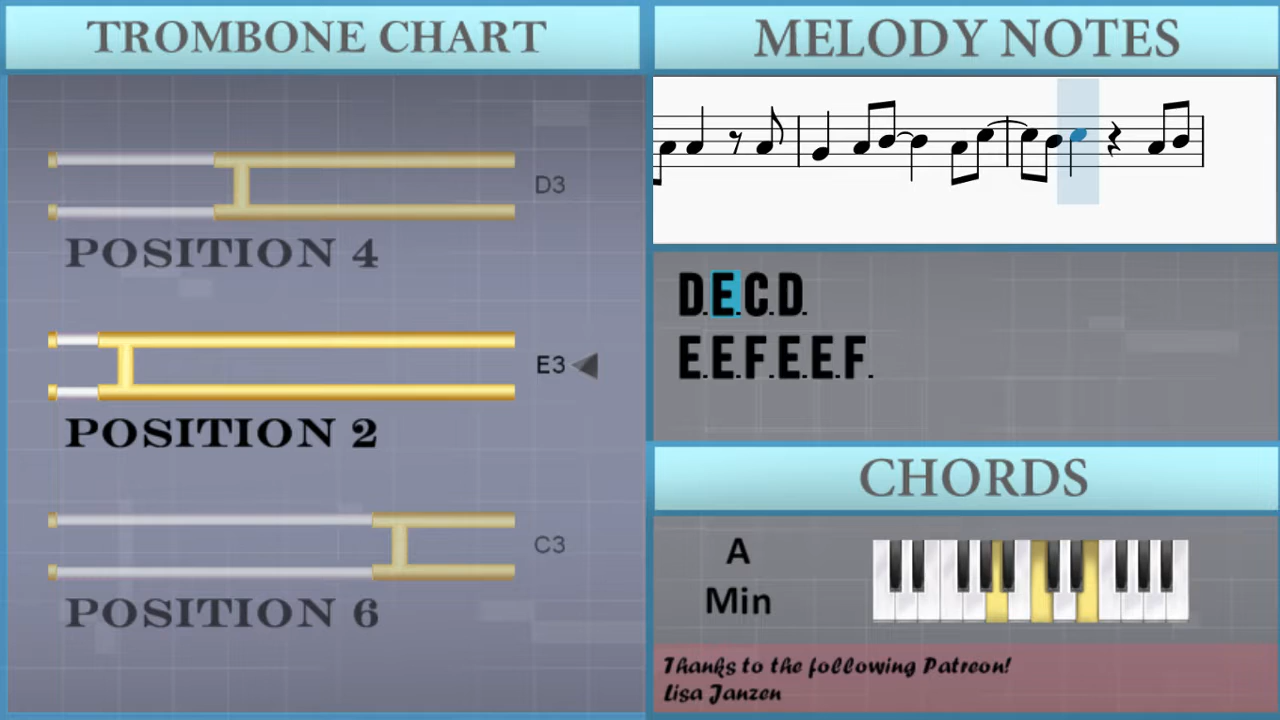 TROMBONE CHART
D3
POSITION 4
E3
POSITION 2
C3
POSITION 6
MELODY NOTES
D.E.C.D.
E.E.F.E.E.F.
CHORDS
A
Min
Thanks to the following Patreon!
Lisa Janzen